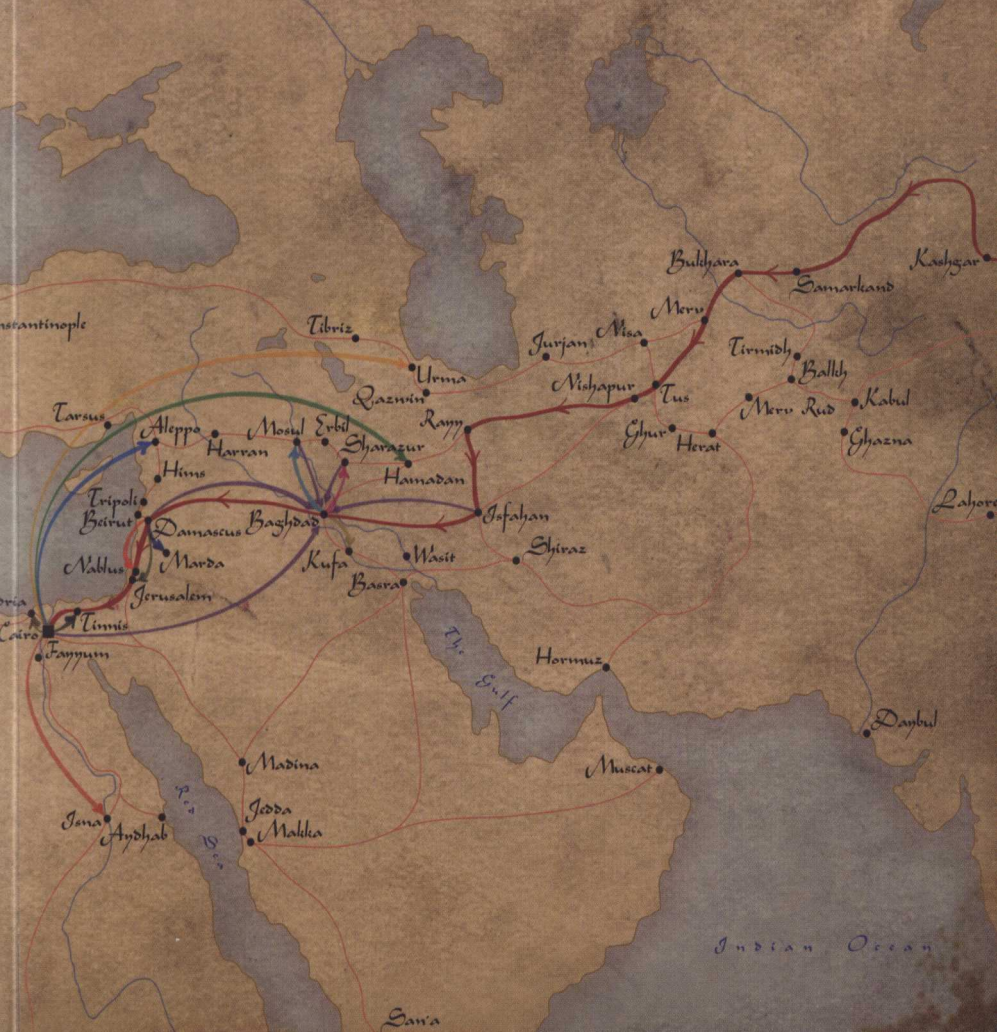 Bukhara
Kashgar
Samarkand
Merv
nstantinople
Tibriz
Jurjan
Nisa
Tirmidh
Balkh
Urma
Nishapur
Tus
Qazwin
Merv Rud
Kabul
Tarsus
Aleppo
Mosul
Erbil
Rayy
Ghur
Herat
Ghazna
Harran
Sharazur
Hims
Hamadan
Tripoli
Beirut
Damascus
Baghdad
Isfahan
Lahore
Nablus
Marda
Kufa
Wasit
Shiraz
Basra
Jerusalem
dria
Tinnis
Cairo
Fayyum
The Gulf
Hormuz
Daybul
Madina
Muscat
Red Sea
Isna
Aydhab
Jedda
Makka
Indian Ocean
San'a